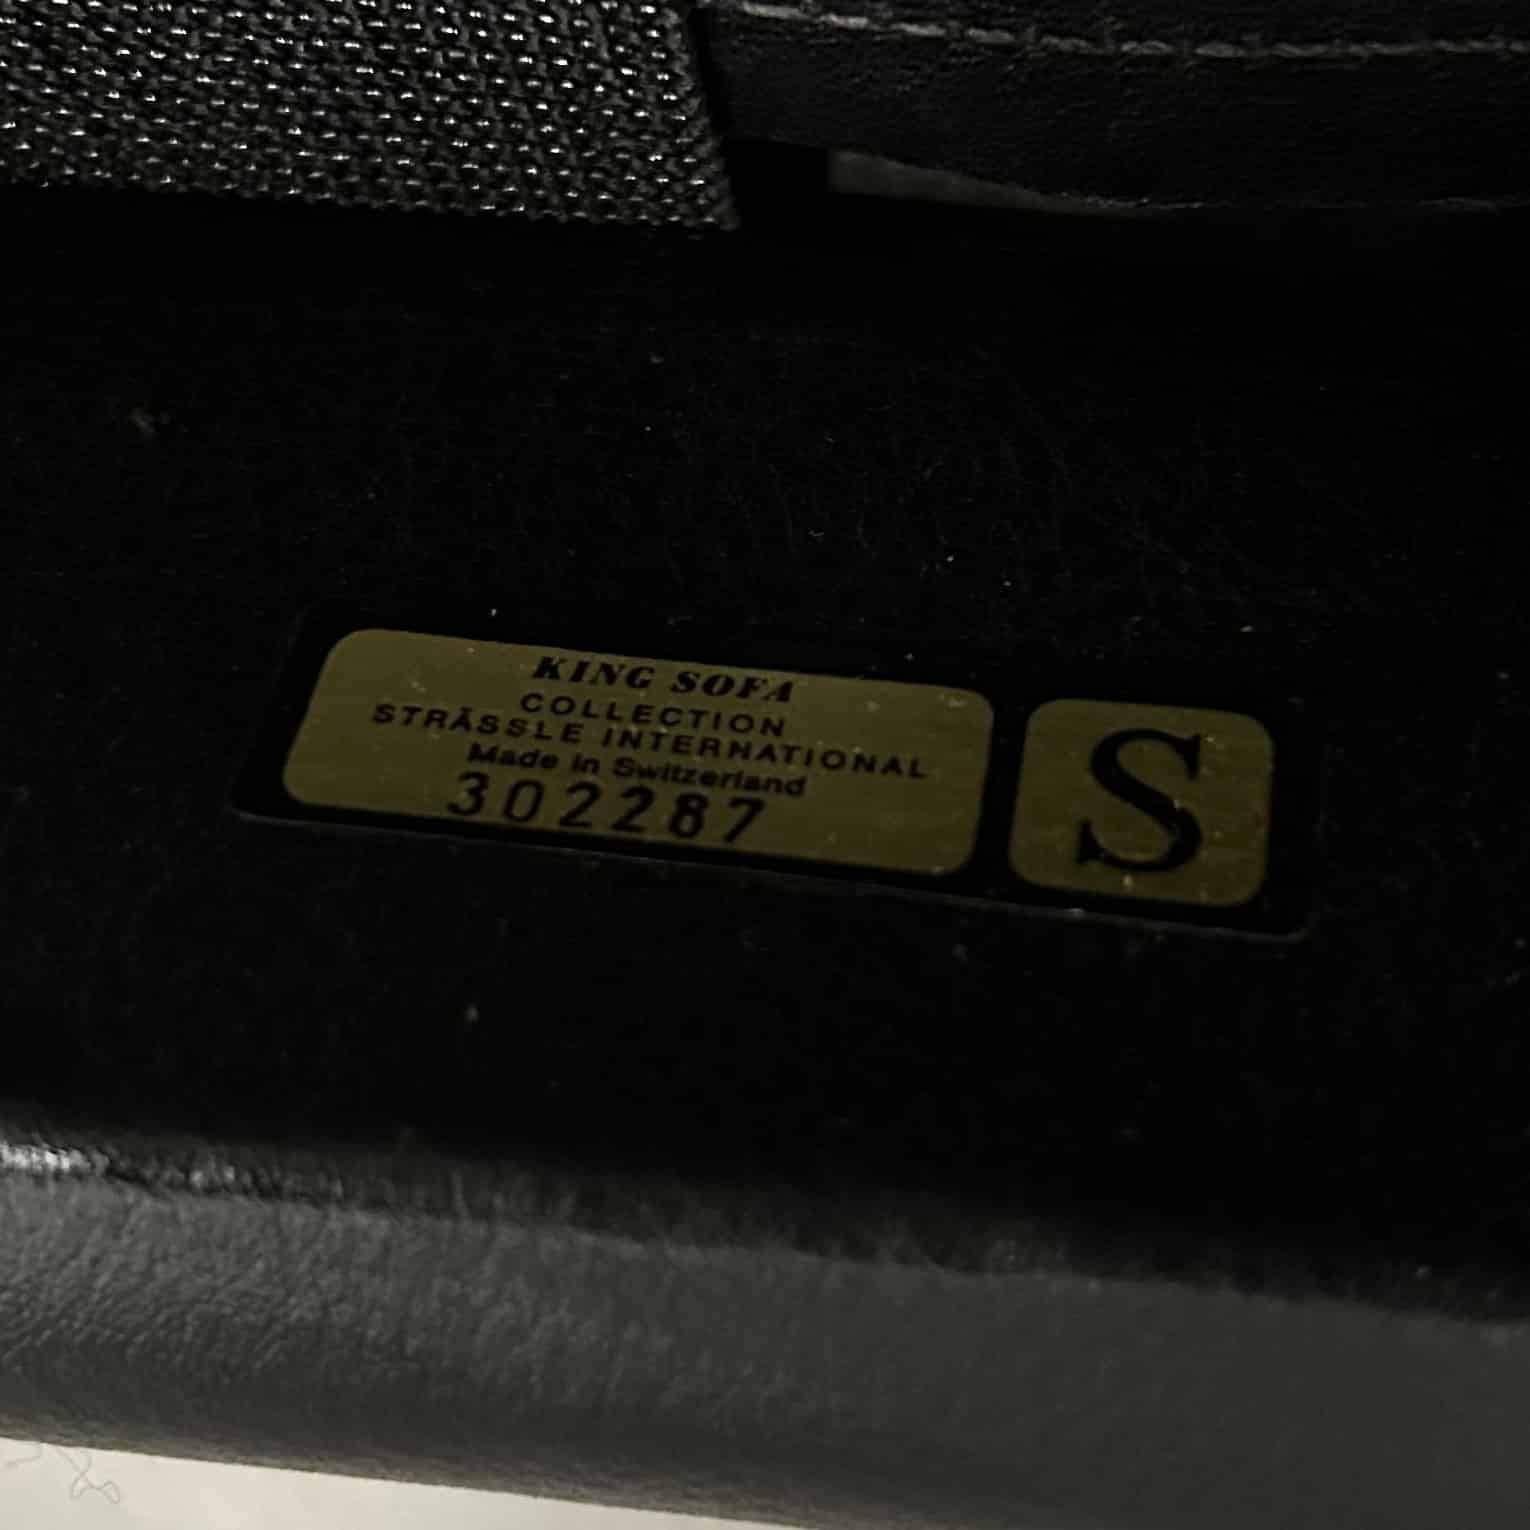 KING SOFA
COLLECTION
STRÄSSLE INTERNATIONAL
Made in Switzerland
302287
S